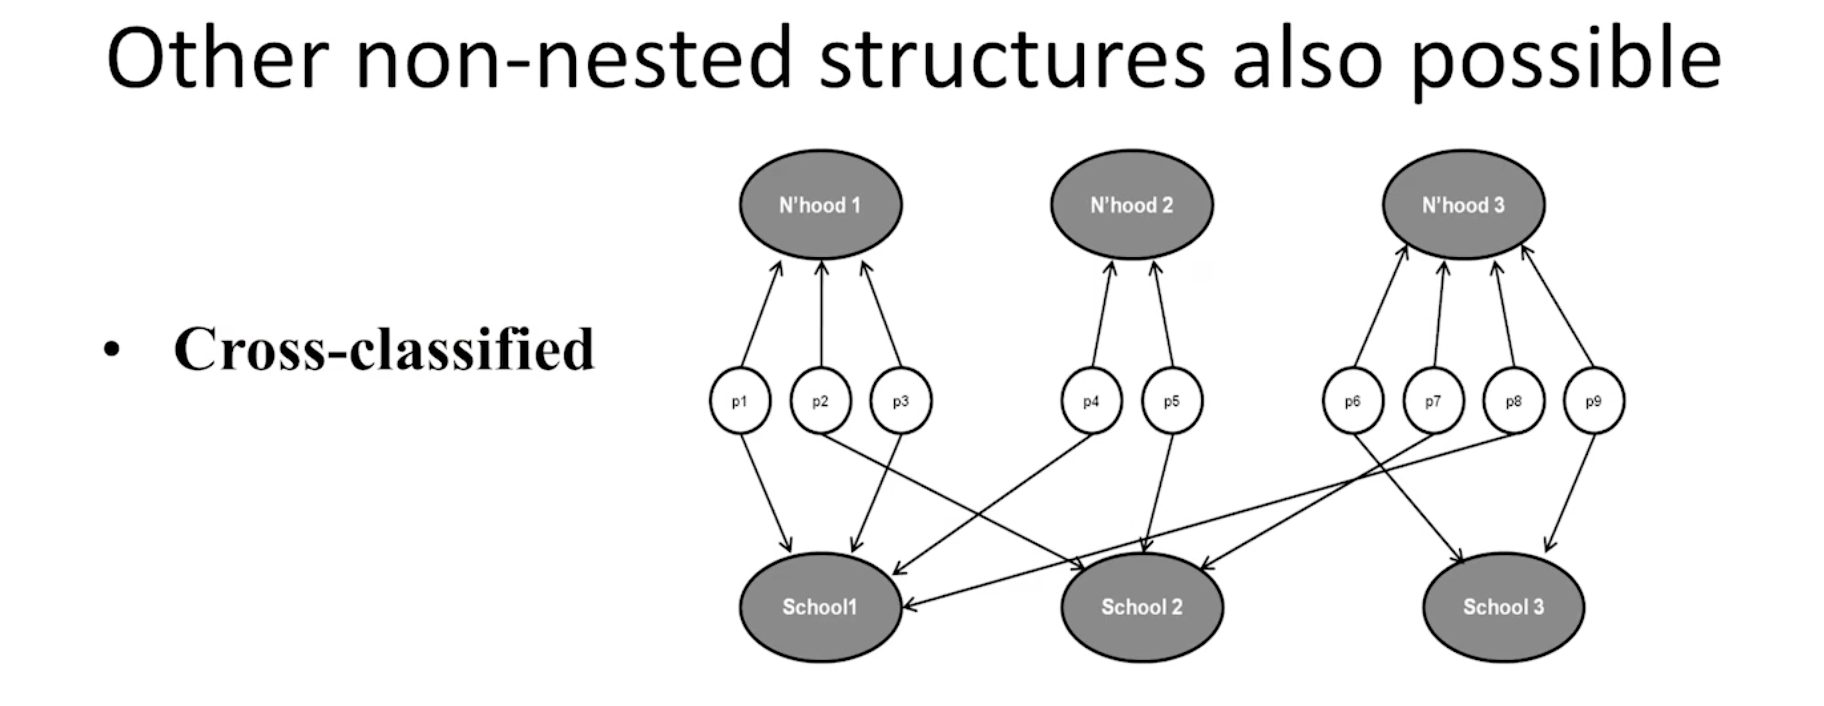 Other non-nested structures also possible
N'hood 1 N'hood 2 N'hood 3
• Cross-classified
p1 p2 p3 p4 p5 p6 p7 p8 p9
School1 School 2 School 3